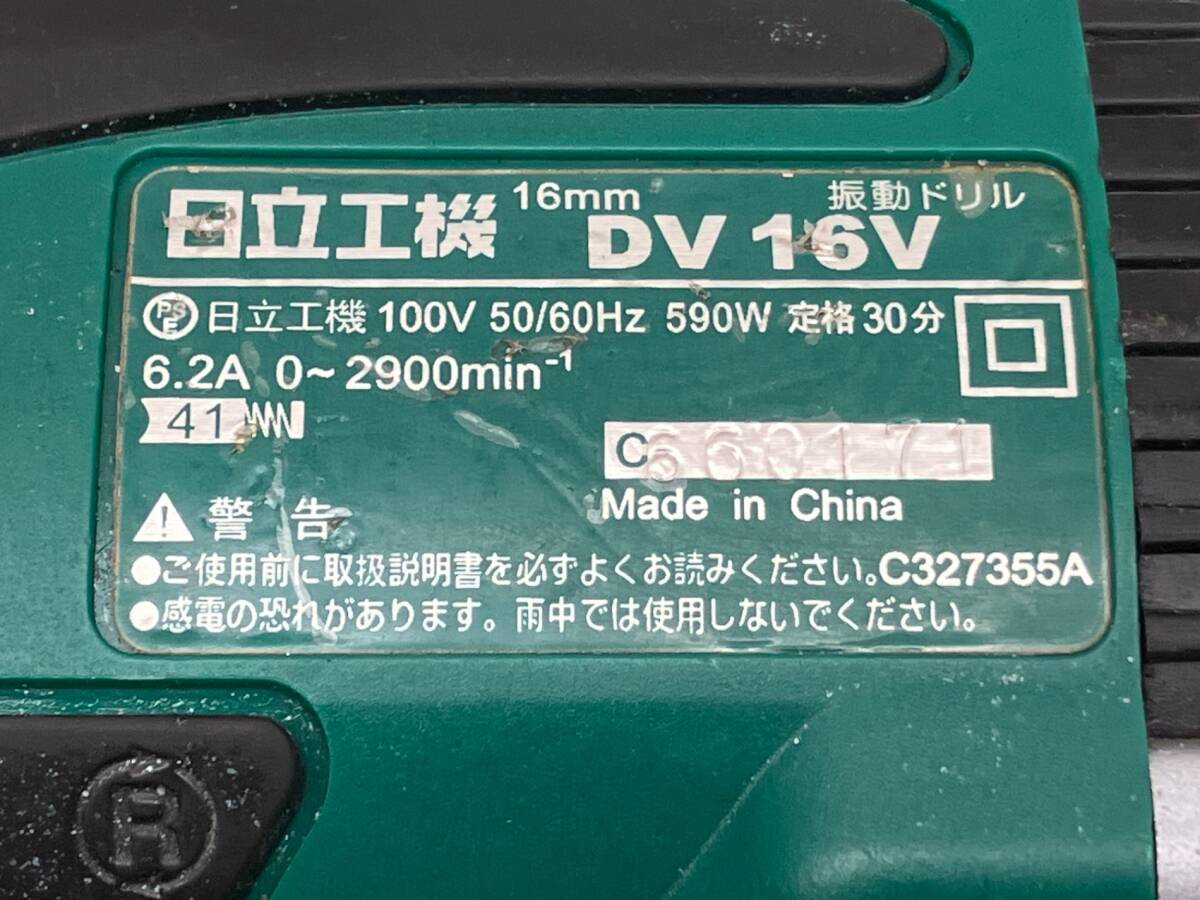 日立工機 16mm 振動ドリル
DV 16V
PSE 日立工機 100V 50/60Hz 590W 定格30分
6.2A 0~2900min⁻¹
41
C660171
Made in China
警告
●ご使用前に取扱説明書を必ずよくお読みください。C327355A
●感電の恐れがあります。雨中では使用しないでください。
R